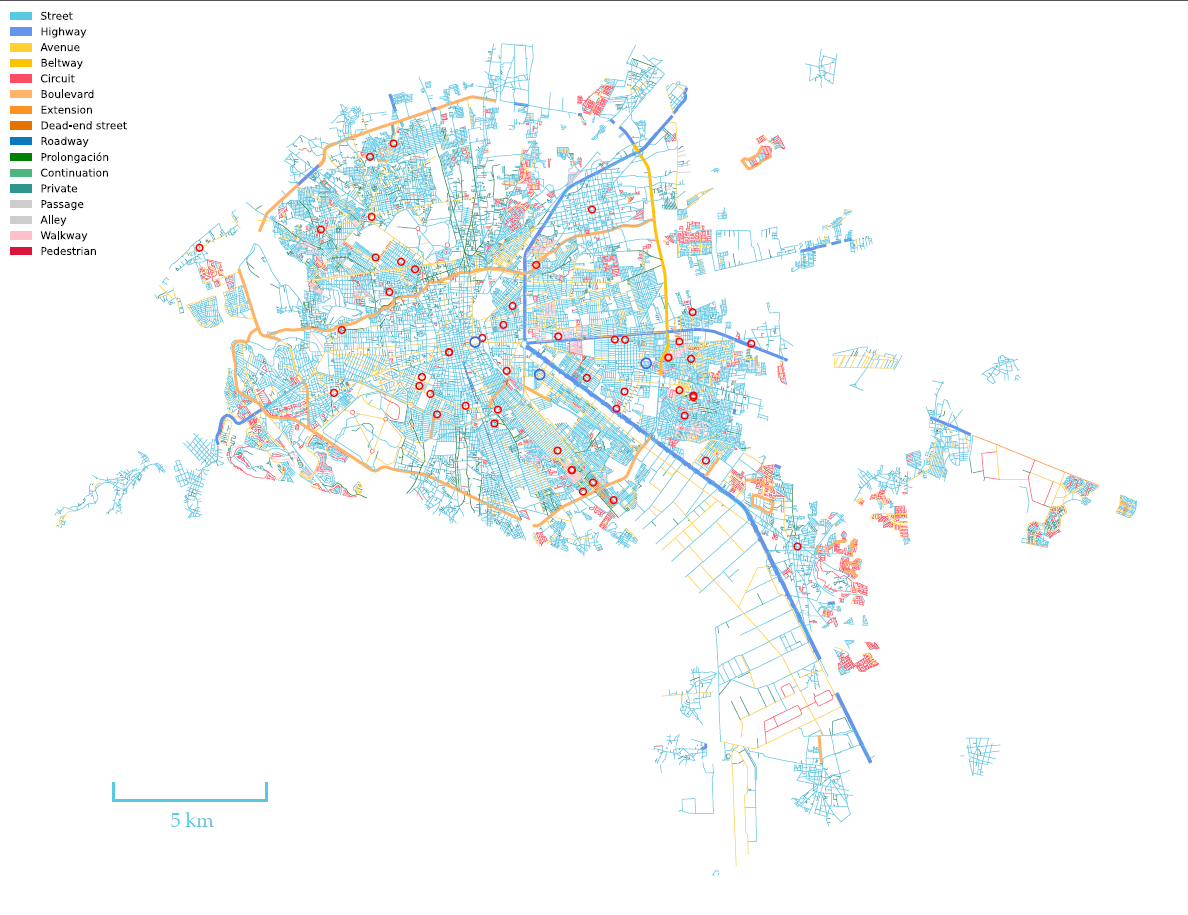 Street
Highway
Avenue
Beltway
Circuit
Boulevard
Extension
Dead-end street
Roadway
Prolongación
Continuation
Private
Passage
Alley
Walkway
Pedestrian
5 km